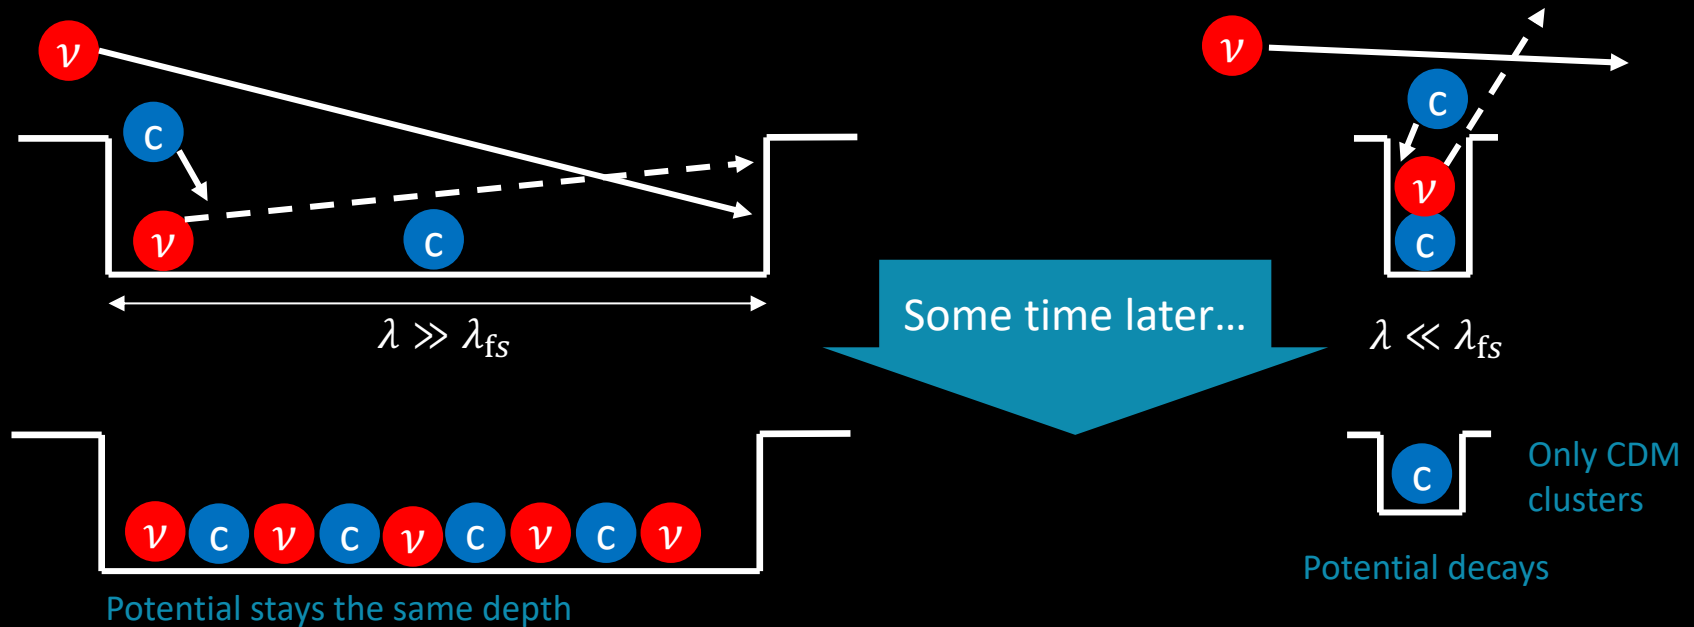 ν
c
ν
c
λ ≫ λfs
Some time later...
ν
c
ν
c
λ ≪ λfs
ν c ν c ν c ν c ν
Potential stays the same depth
c
Only CDM
clusters
Potential decays